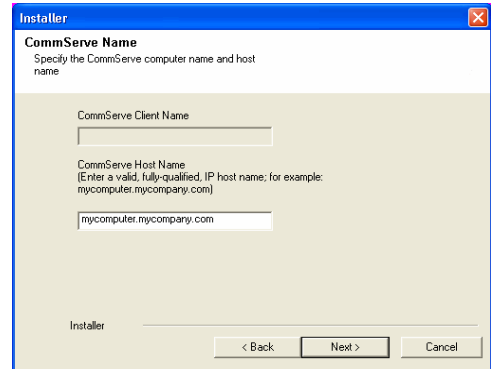 Installer
CommServe Name
Specify the CommServe computer name and host
name
CommServe Client Name
CommServe Host Name
(Enter a valid, fully-qualified, IP host name; for example:
mycomputer.mycompany.com)
mycomputer.mycompany.com
Installer
< Back Next > Cancel